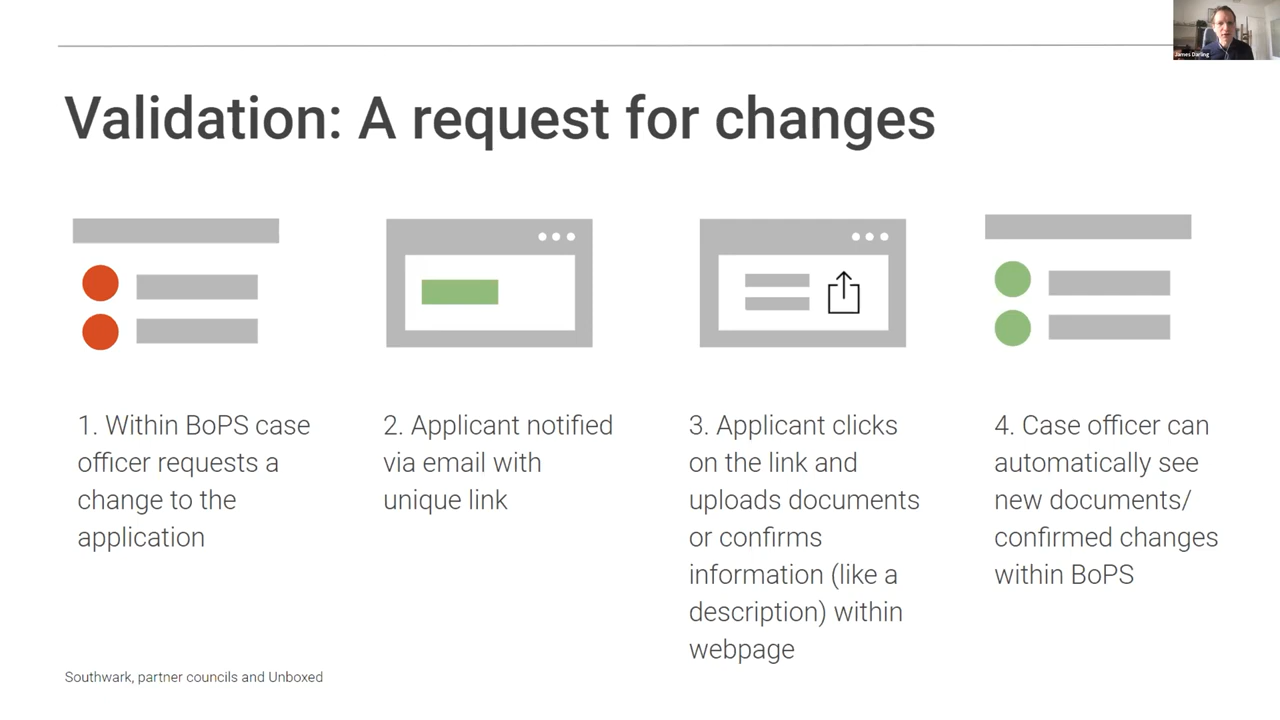 James Darling
Validation: A request for changes
1. Within BoPS case
officer requests a
change to the
application
2. Applicant notified
via email with
unique link
3. Applicant clicks
on the link and
uploads documents
or confirms
information (like a
description) within
webpage
4. Case officer can
automatically see
new documents/
confirmed changes
within BoPS
Southwark, partner councils and Unboxed